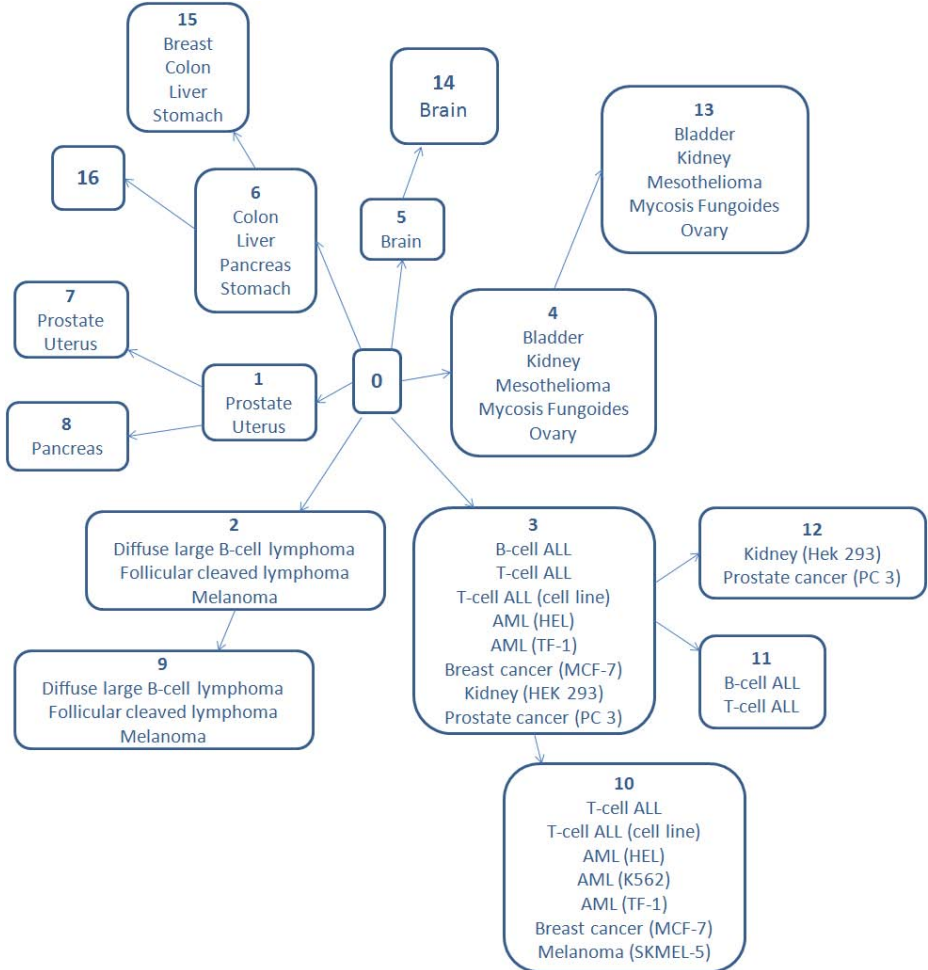 15
Breast
Colon
Liver
Stomach
14
Brain
13
Bladder
Kidney
Mesothelioma
Mycosis Fungoides
Ovary
16
6
Colon
Liver
Pancreas
Stomach
5
Brain
7
Prostate
Uterus
4
Bladder
Kidney
Mesothelioma
Mycosis Fungoides
Ovary
0
1
Prostate
Uterus
8
Pancreas
2
Diffuse large B-cell lymphoma
Follicular cleaved lymphoma
Melanoma
3
B-cell ALL
T-cell ALL
T-cell ALL (cell line)
AML (HEL)
AML (TF-1)
Breast cancer (MCF-7)
Kidney (HEK 293)
Prostate cancer (PC 3)
12
Kidney (Hek 293)
Prostate cancer (PC 3)
9
Diffuse large B-cell lymphoma
Follicular cleaved lymphoma
Melanoma
11
B-cell ALL
T-cell ALL
10
T-cell ALL
T-cell ALL (cell line)
AML (HEL)
AML (K562)
AML (TF-1)
Breast cancer (MCF-7)
Melanoma (SKMEL-5)